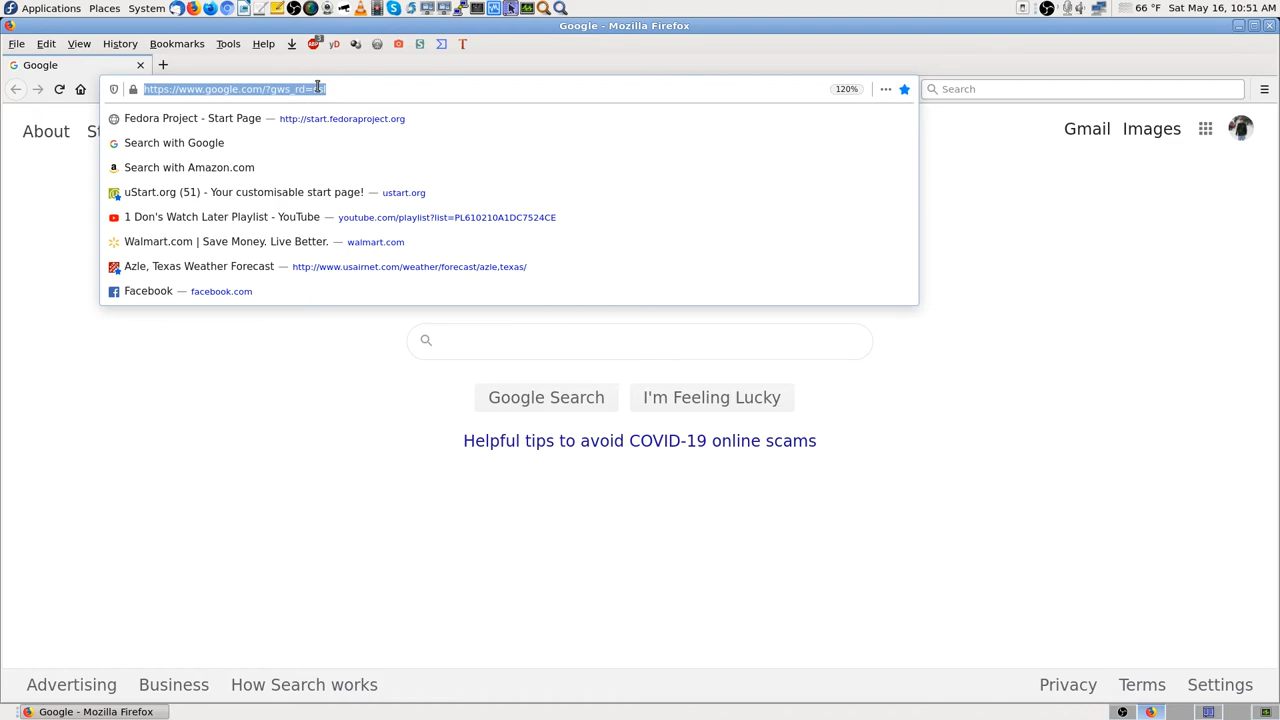 Applications Places System 66 °F Sat May 16, 10:51 AM
Google - Mozilla Firefox
File Edit View History Bookmarks Tools Help 3 yD T
Google
https://www.google.com/?gws_rd=ssl 120% Search
Fedora Project - Start Page — http://start.fedoraproject.org
Search with Google
Search with Amazon.com
uStart.org (51) - Your customisable start page! — ustart.org
1 Don's Watch Later Playlist - YouTube — youtube.com/playlist?list=PL610210A1DC7524CE
Walmart.com | Save Money. Live Better. — walmart.com
Azle, Texas Weather Forecast — http://www.usairnet.com/weather/forecast/azle,texas/
Facebook — facebook.com
About St
Gmail Images
Google Search I'm Feeling Lucky
Helpful tips to avoid COVID-19 online scams
Advertising Business How Search works Privacy Terms Settings
Google - Mozilla Firefox